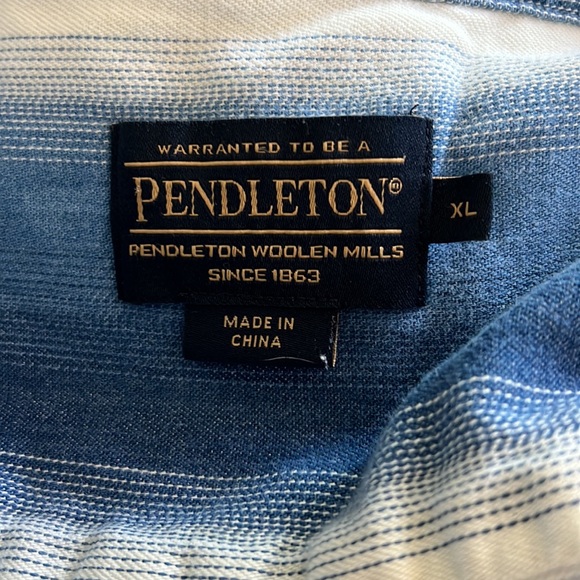 WARRANTED TO BE A
PENDLETON®
PENDLETON WOOLEN MILLS
SINCE 1863
XL
MADE IN
CHINA